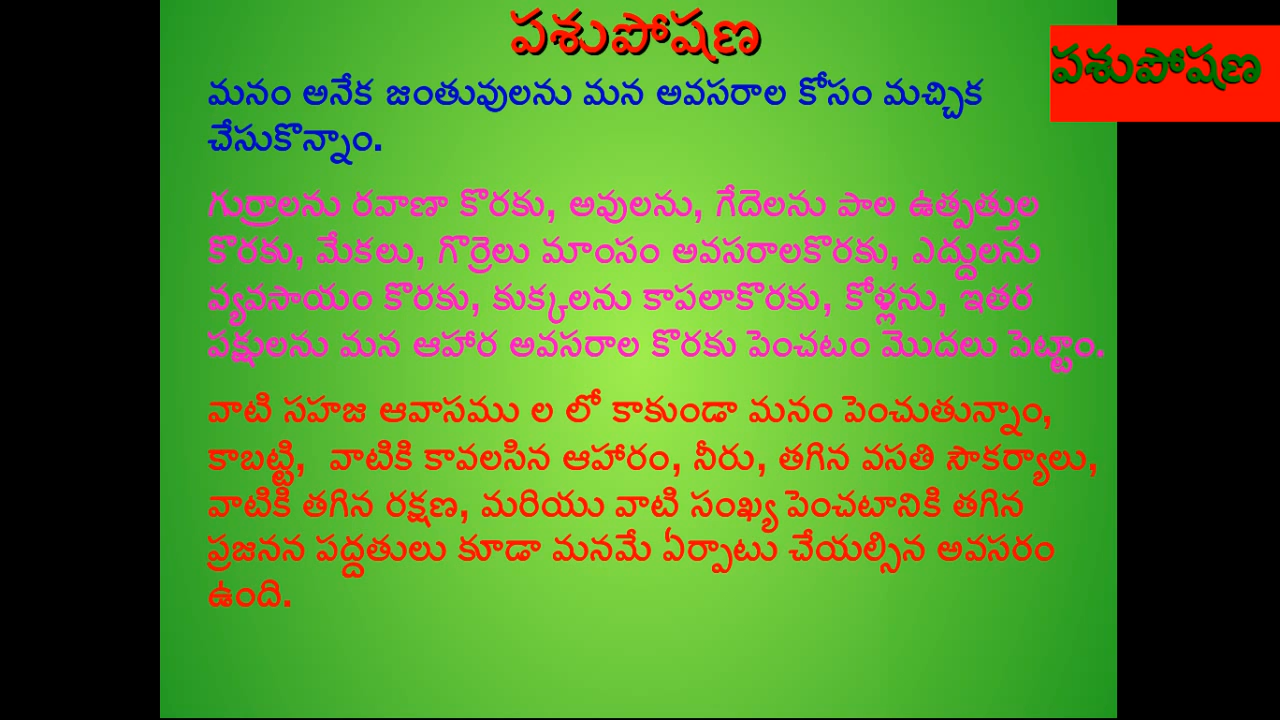 పశుపోషణ
పశుపోషణ
మనం అనేక జంతువులను మన అవసరాల కోసం మచ్చిక
చేసుకొన్నాం.
గుర్రాలను రవాణా కొరకు, అవులను, గేదెలను పాల ఉత్పత్తుల
కొరకు, మేకలు, గొర్రెలు మాంసం అవసరాలకొరకు, ఎద్దులను
వ్యవసాయం కొరకు, కుక్కలను కాపలాకొరకు, కోళ్లను, ఇతర
పక్షులను మన ఆహార అవసరాల కొరకు పెంచటం మొదలు పెట్టాం.
వాటి సహజ ఆవాసము ల లో కాకుండా మనం పెంచుతున్నాం,
కాబట్టి, వాటికి కావలసిన ఆహారం, నీరు, తగిన వసతి సౌకర్యాలు,
వాటికి తగిన రక్షణ, మరియు వాటి సంఖ్య పెంచటానికి తగిన
ప్రజనన పద్దతులు కూడా మనమే ఏర్పాటు చేయల్సిన అవసరం
ఉంది.